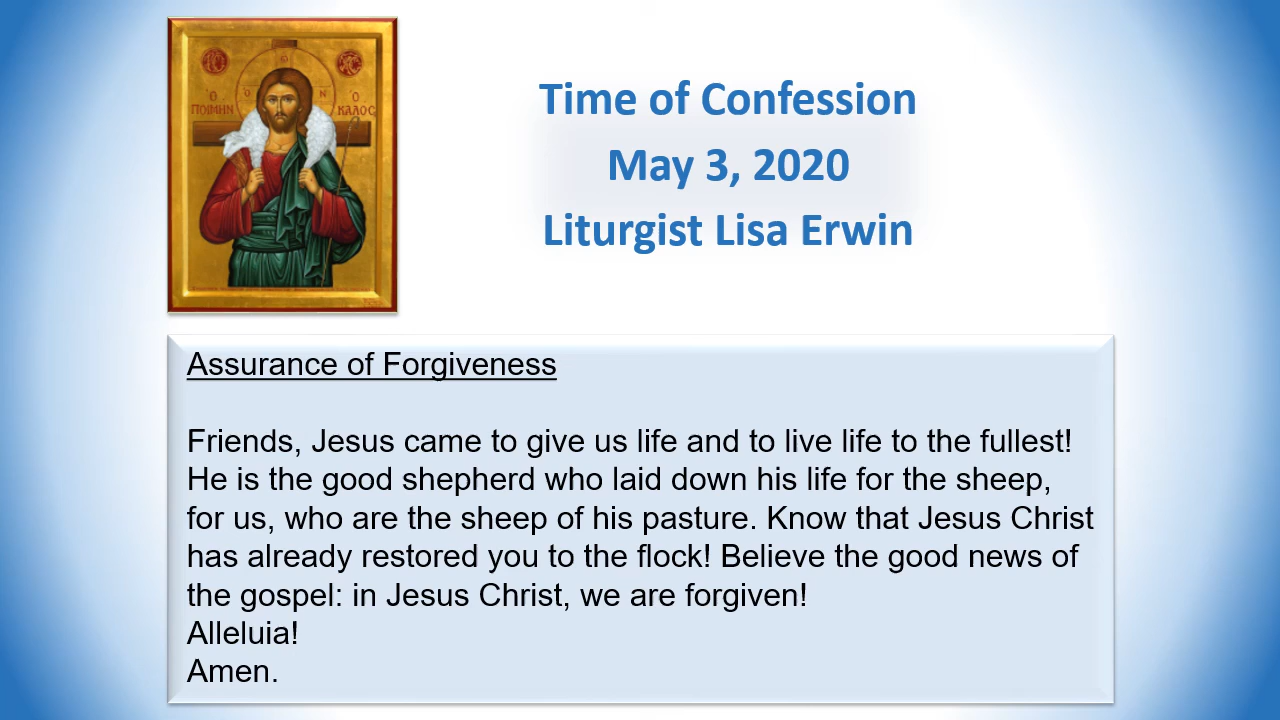 Time of Confession
May 3, 2020
Liturgist Lisa Erwin
Ὁ
ΠΟΙΜΗΝ
Ὁ
ΚΑΛΟϹ
Assurance of Forgiveness
Friends, Jesus came to give us life and to live life to the fullest!
He is the good shepherd who laid down his life for the sheep,
for us, who are the sheep of his pasture. Know that Jesus Christ
has already restored you to the flock! Believe the good news of
the gospel: in Jesus Christ, we are forgiven!
Alleluia!
Amen.